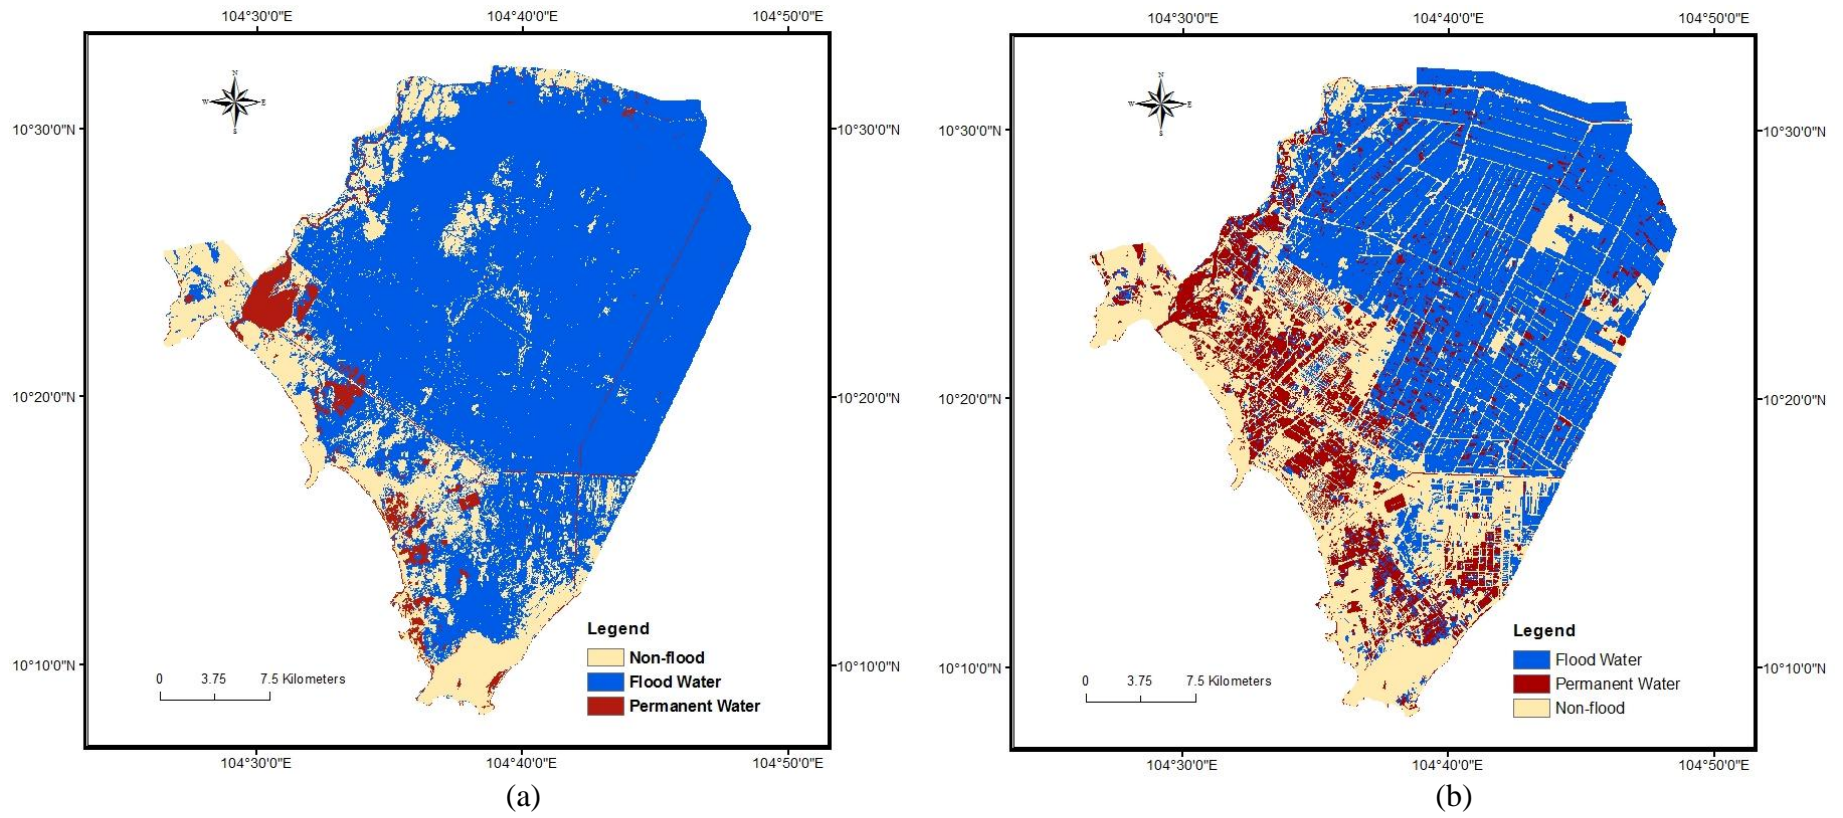 104°30'0"E 104°40'0"E 104°50'0"E
N
W E
S
10°30'0"N 10°30'0"N
10°20'0"N 10°20'0"N
10°10'0"N 10°10'0"N
0 3.75 7.5 Kilometers
Legend
Non-flood
Flood Water
Permanent Water
104°30'0"E 104°40'0"E 104°50'0"E
(a)
104°30'0"E 104°40'0"E 104°50'0"E
N
W E
S
10°30'0"N 10°30'0"N
10°20'0"N 10°20'0"N
10°10'0"N 10°10'0"N
0 3.75 7.5 Kilometers
Legend
Flood Water
Permanent Water
Non-flood
104°30'0"E 104°40'0"E 104°50'0"E
(b)